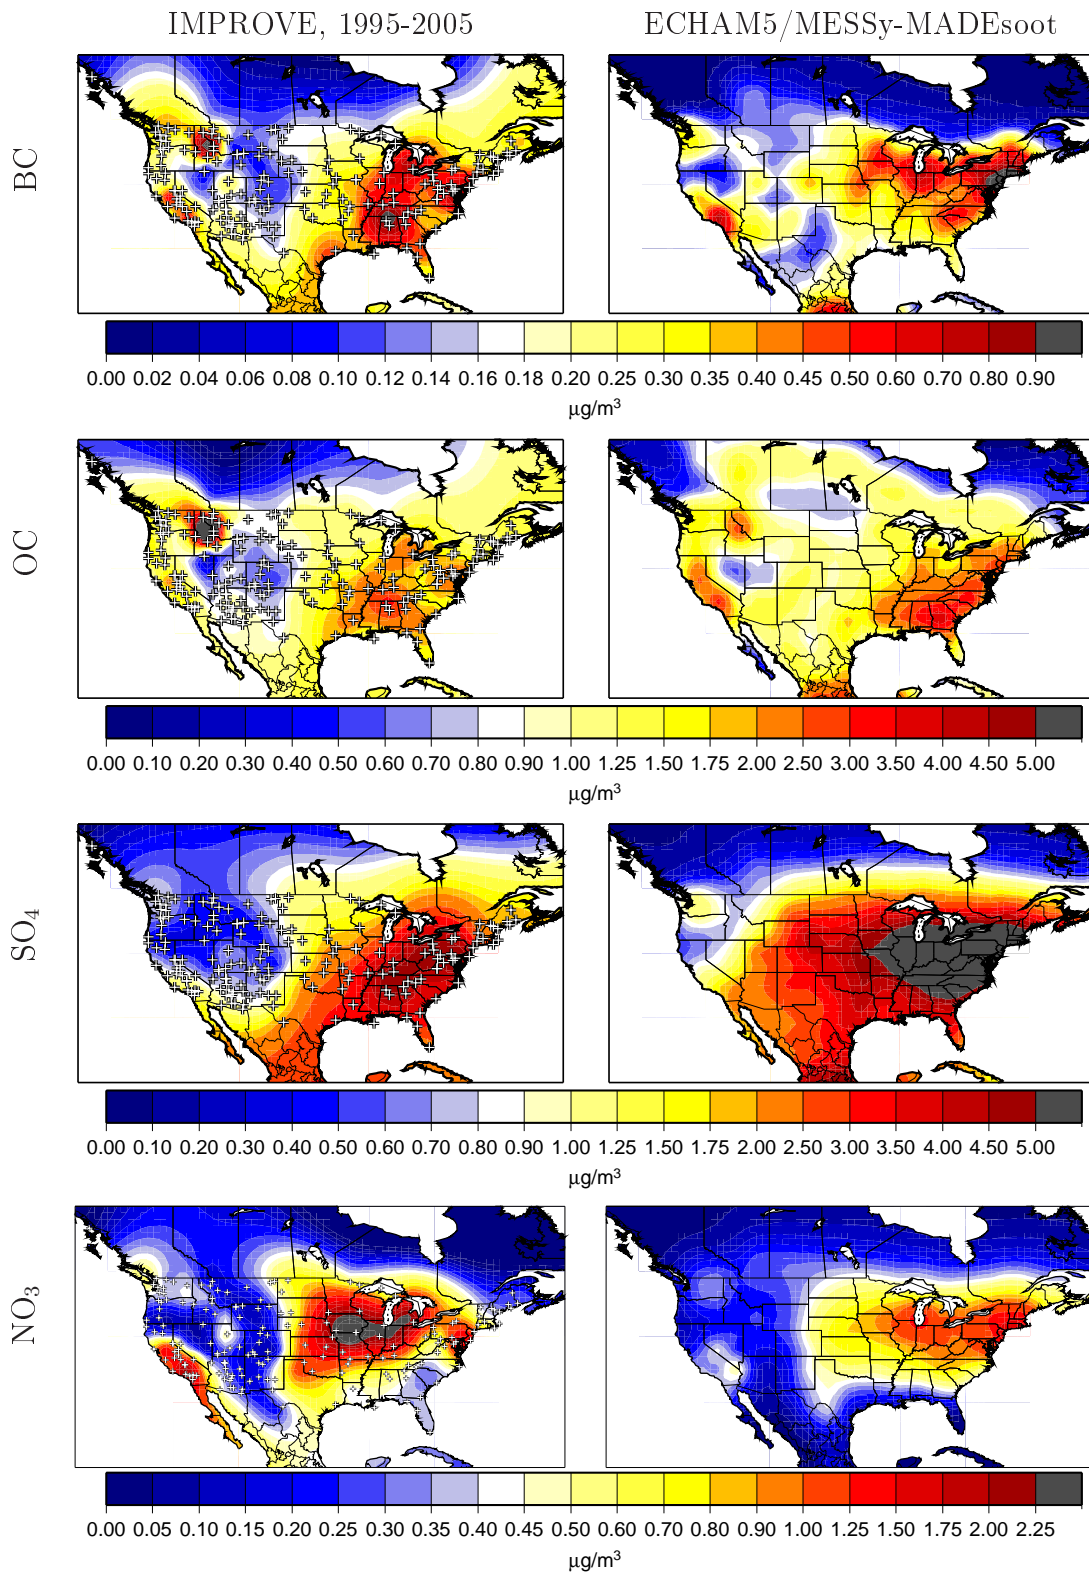 IMPROVE, 1995-2005 ECHAM5/MESSy-MADEsoot
BC
0.00 0.02 0.04 0.06 0.08 0.10 0.12 0.14 0.16 0.18 0.20 0.25 0.30 0.35 0.40 0.45 0.50 0.60 0.70 0.80 0.90
µg/m³
OC
0.00 0.10 0.20 0.30 0.40 0.50 0.60 0.70 0.80 0.90 1.00 1.25 1.50 1.75 2.00 2.50 3.00 3.50 4.00 4.50 5.00
µg/m³
SO₄
0.00 0.10 0.20 0.30 0.40 0.50 0.60 0.70 0.80 0.90 1.00 1.25 1.50 1.75 2.00 2.50 3.00 3.50 4.00 4.50 5.00
µg/m³
NO₃
0.00 0.05 0.10 0.15 0.20 0.25 0.30 0.35 0.40 0.45 0.50 0.60 0.70 0.80 0.90 1.00 1.25 1.50 1.75 2.00 2.25
µg/m³